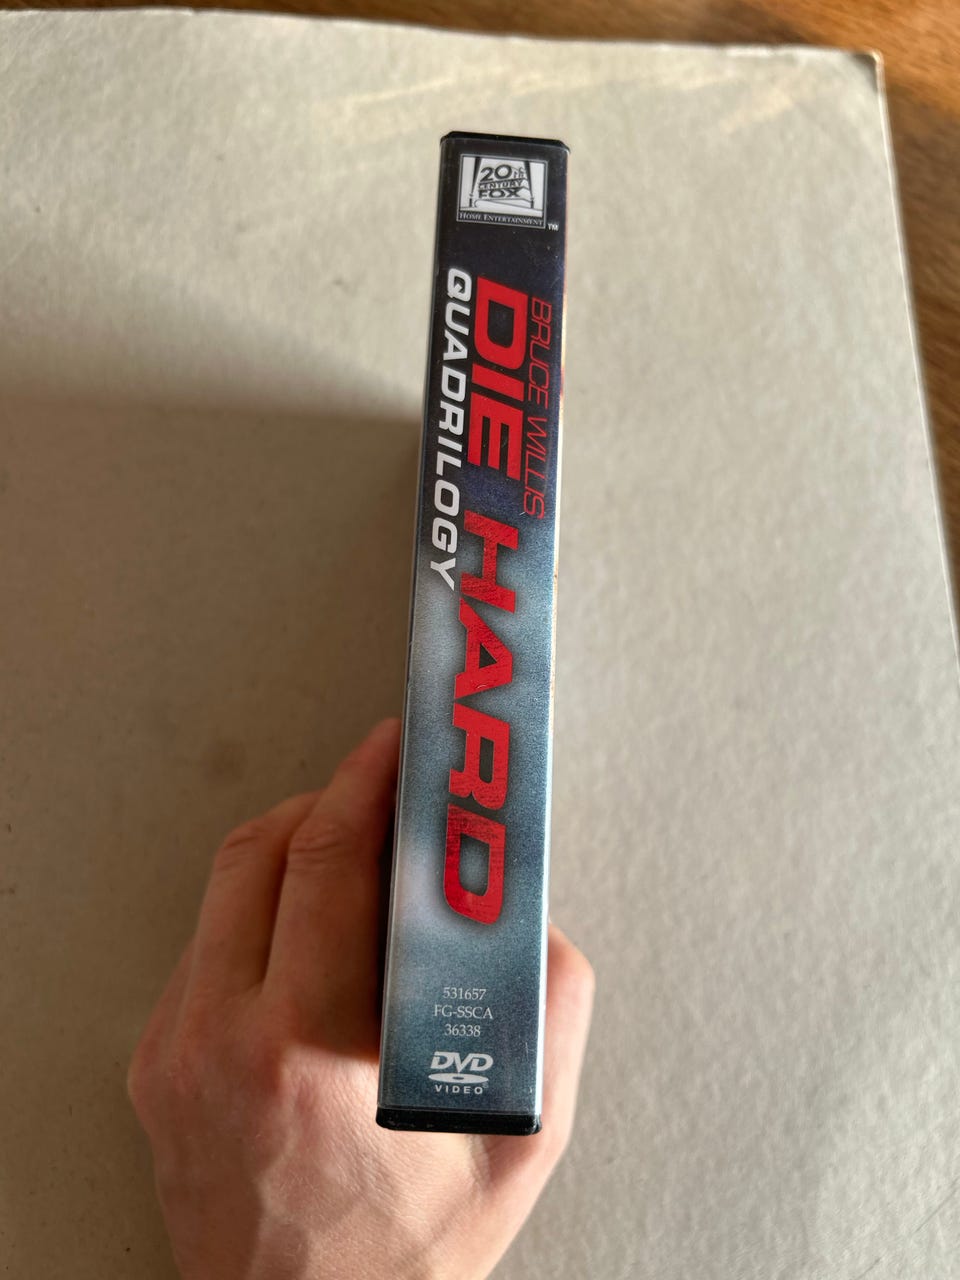 20th
CENTURY
FOX
HOME ENTERTAINMENT
TM
BRUCE WILLIS
DIE HARD
QUADRILOGY
531657
FG-SSCA
36338
DVD
VIDEO